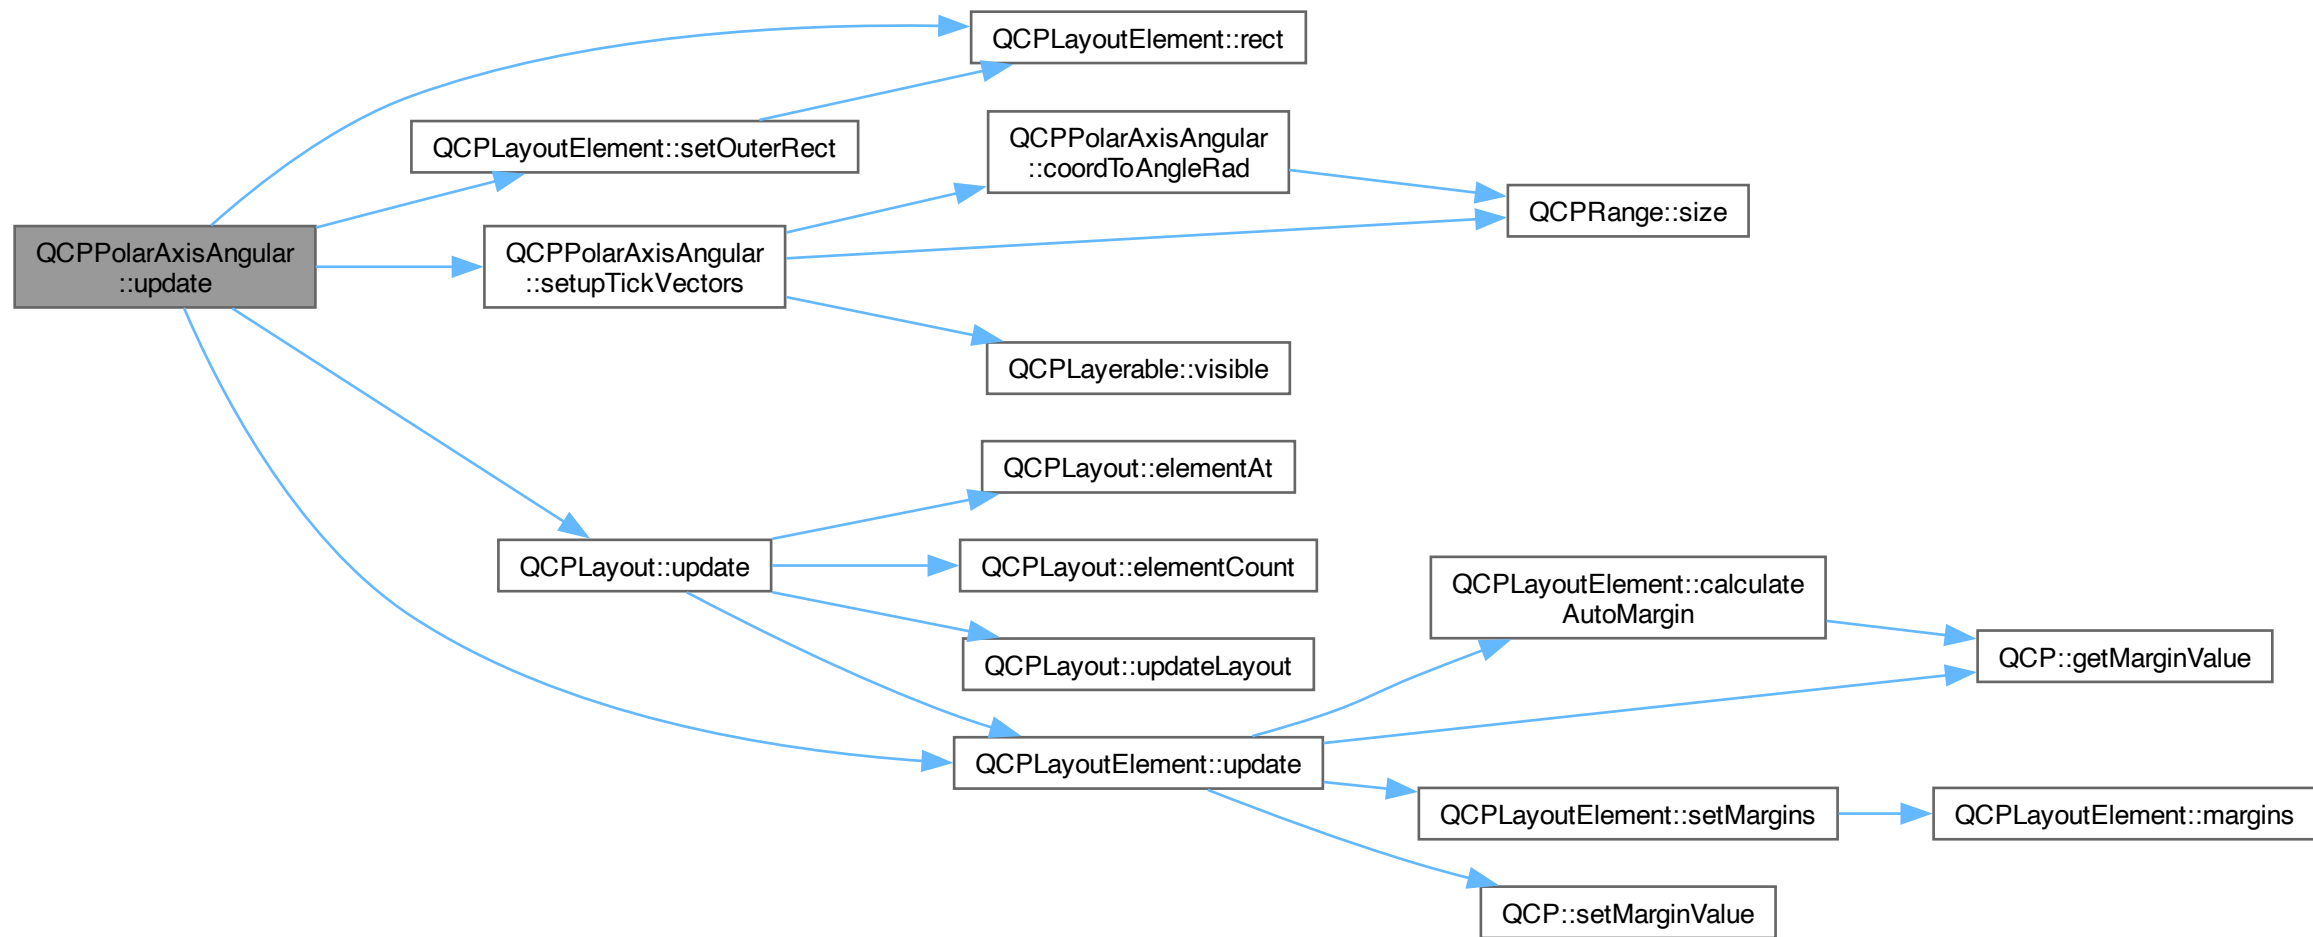 QCPPolarAxisAngular
::update
QCPLayoutElement::rect
QCPLayoutElement::setOuterRect
QCPPolarAxisAngular
::setupTickVectors
QCPPolarAxisAngular
::coordToAngleRad
QCPRange::size
QCPLayerable::visible
QCPLayout::update
QCPLayout::elementAt
QCPLayout::elementCount
QCPLayout::updateLayout
QCPLayoutElement::update
QCPLayoutElement::calculate
AutoMargin
QCP::getMarginValue
QCPLayoutElement::setMargins
QCPLayoutElement::margins
QCP::setMarginValue